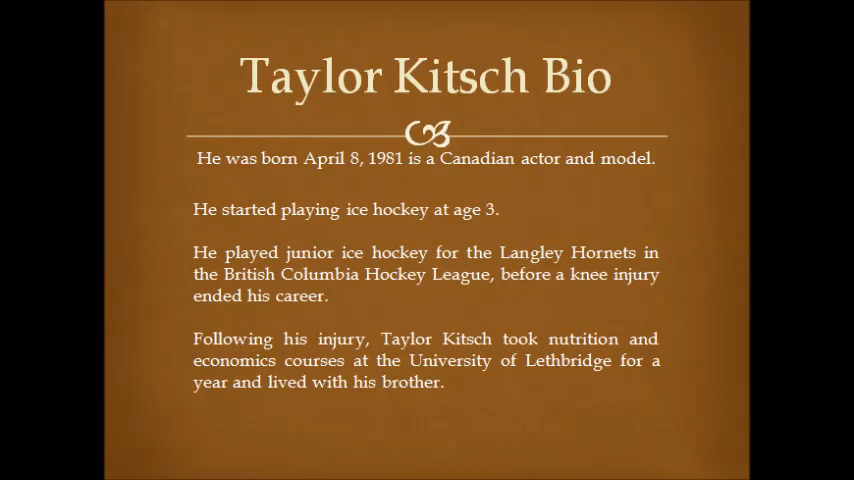 Taylor Kitsch Bio
He was born April 8, 1981 is a Canadian actor and model.
He started playing ice hockey at age 3.
He played junior ice hockey for the Langley Hornets in
the British Columbia Hockey League, before a knee injury
ended his career.
Following his injury, Taylor Kitsch took nutrition and
economics courses at the University of Lethbridge for a
year and lived with his brother.